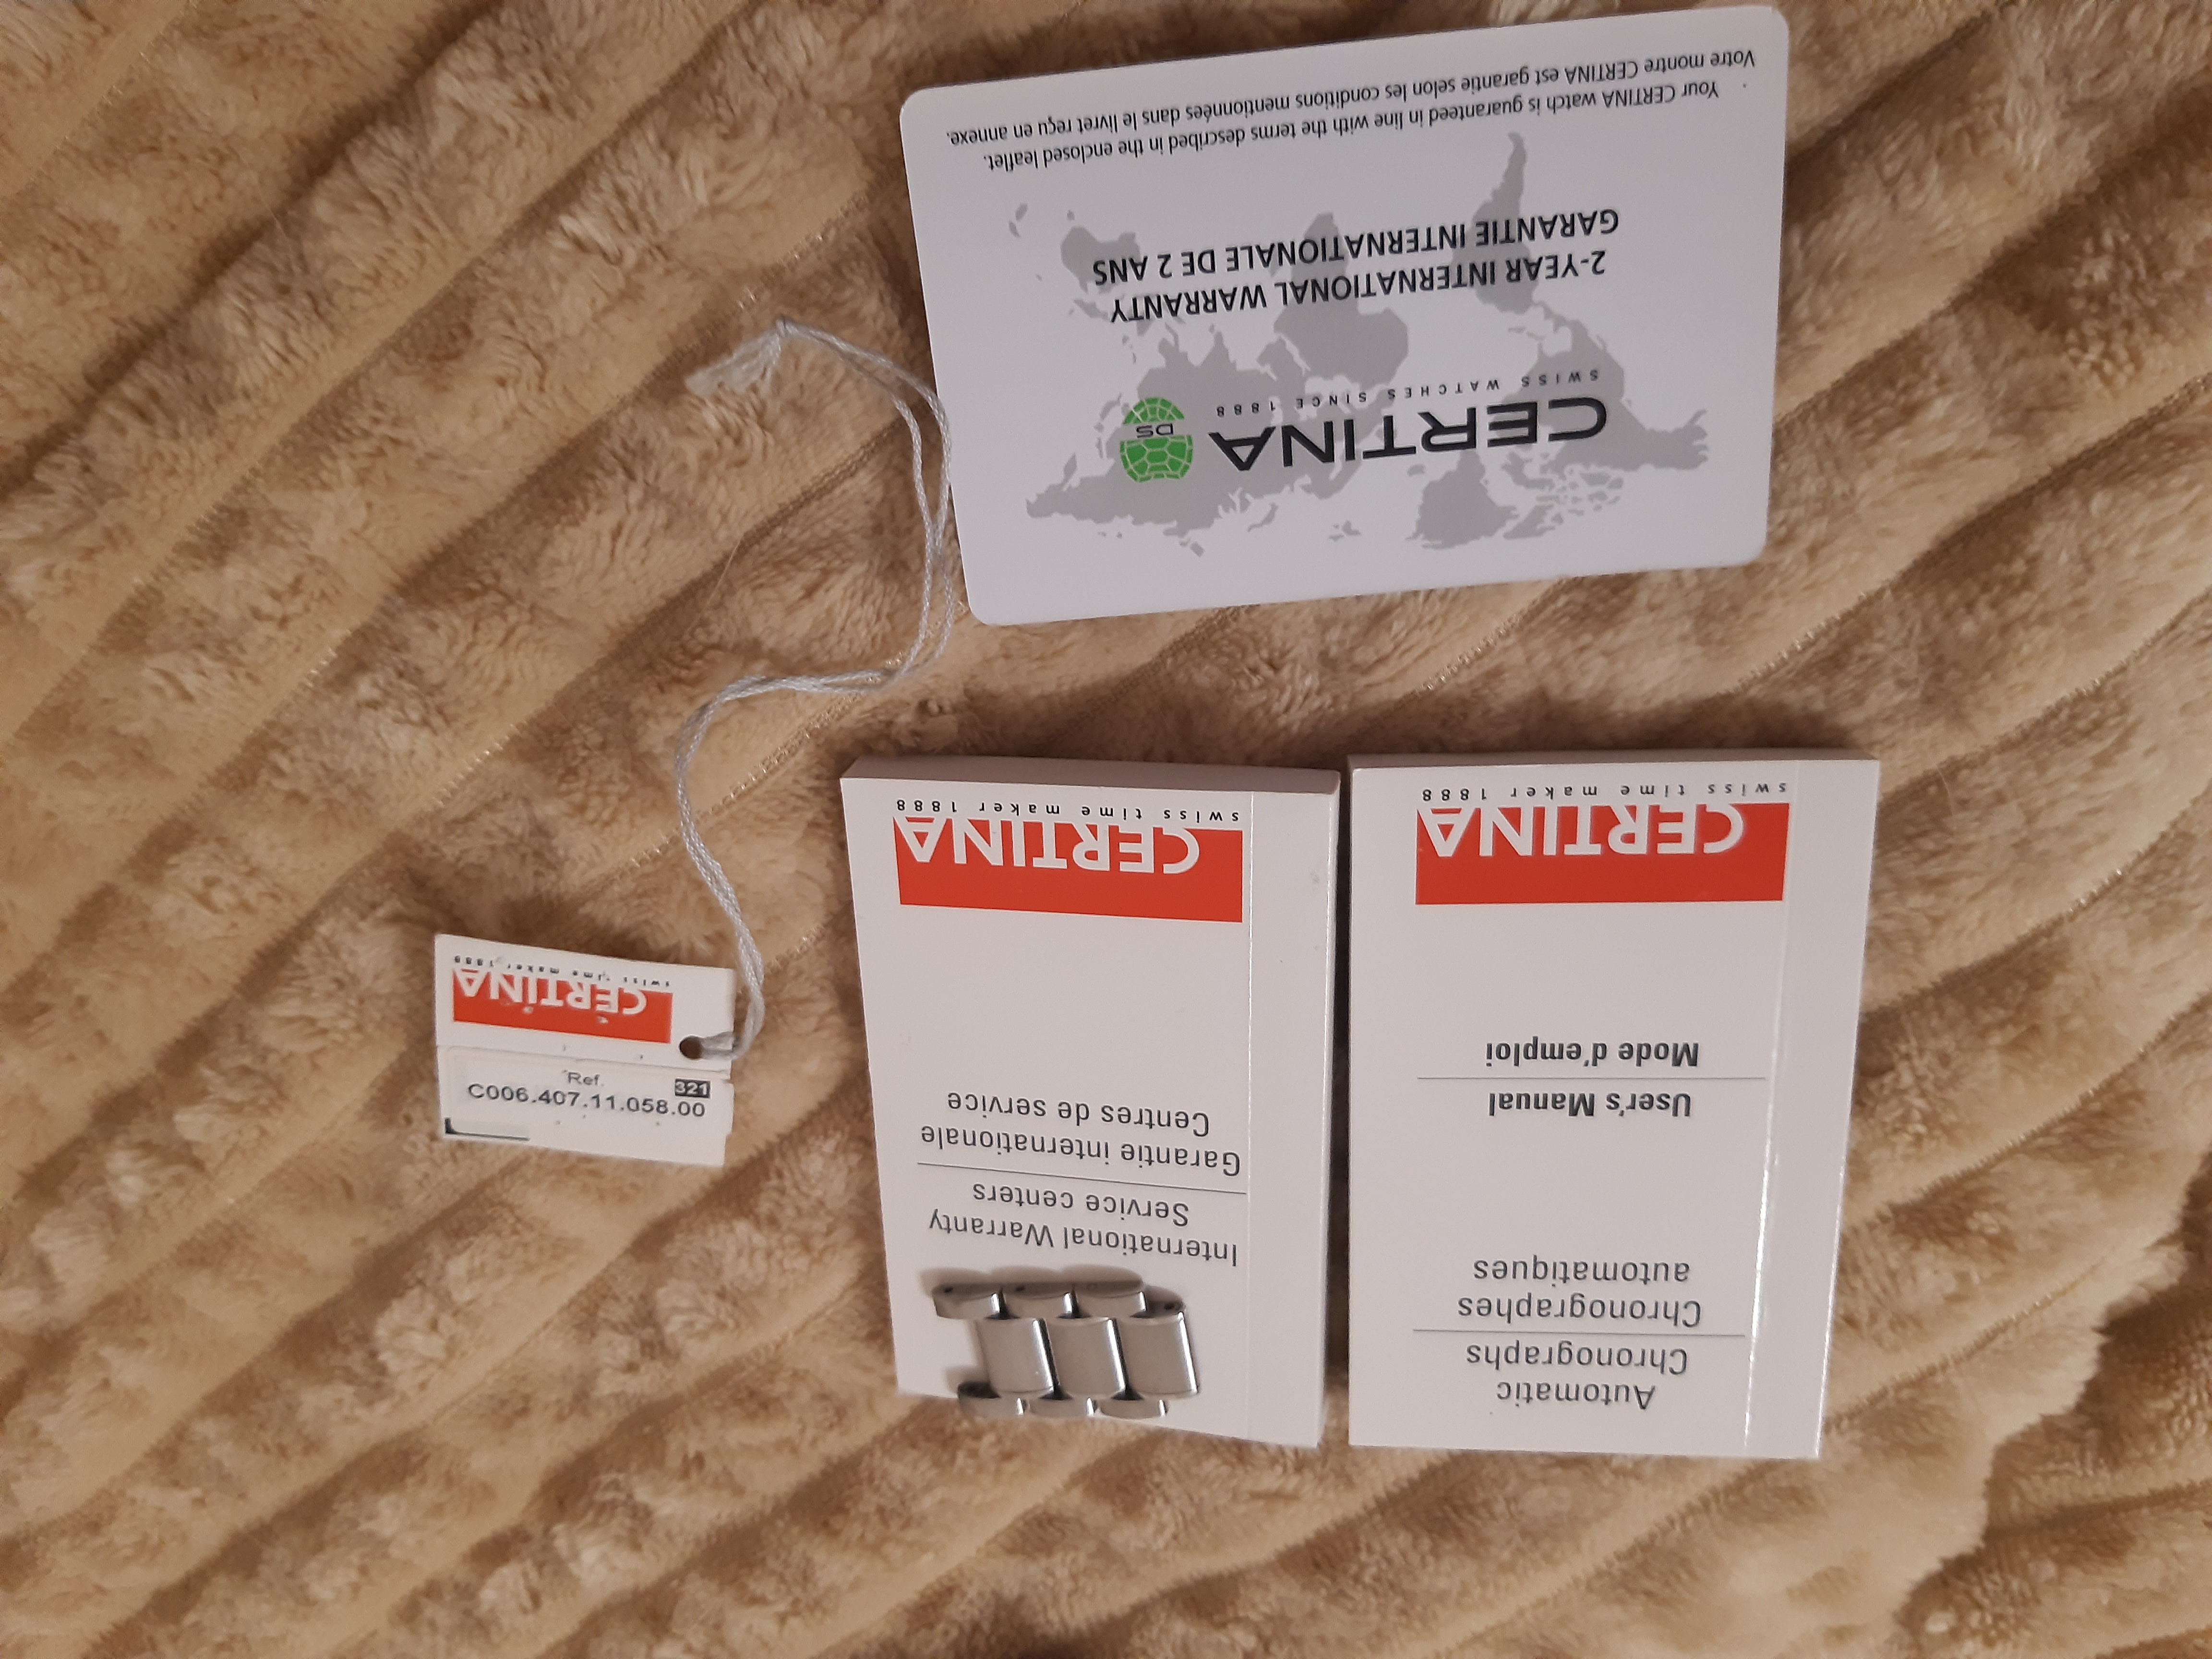 CERTINA
DS
SWISS WATCHES SINCE 1888
2-YEAR INTERNATIONAL WARRANTY
GARANTIE INTERNATIONALE DE 2 ANS
Your CERTINA watch is guaranteed in line with the terms described in the enclosed leaflet.
Votre montre CERTINA est garantie selon les conditions mentionnées dans le livret reçu en annexe.
Automatic
Chronographs
Chronographes
automatiques
User's Manual
Mode d'emploi
CERTINA
swiss time maker 1888
International Warranty
Service centers
Garantie internationale
Centres de service
CERTINA
swiss time maker 1888
CERTINA
swiss time maker 1888
Ref.
321
C006.407.11.058.00